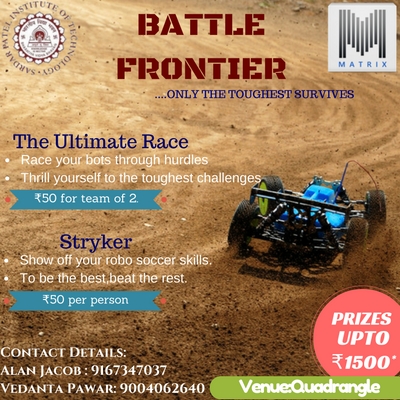 SARDAR PATEL INSTITUTE OF TECHNOLOGY
BATTLE
FRONTIER
....ONLY THE TOUGHEST SURVIVES
MATRIX
The Ultimate Race
• Race your bots through hurdles
• Thrill yourself to the toughest challenges
₹50 for team of 2.
Stryker
• Show off your robo soccer skills.
• To be the best,beat the rest.
₹50 per person
PRIZES
UPTO
₹1500*
Contact Details:
Alan Jacob : 9167347037
Vedanta Pawar: 9004062640
Venue:Quadrangle